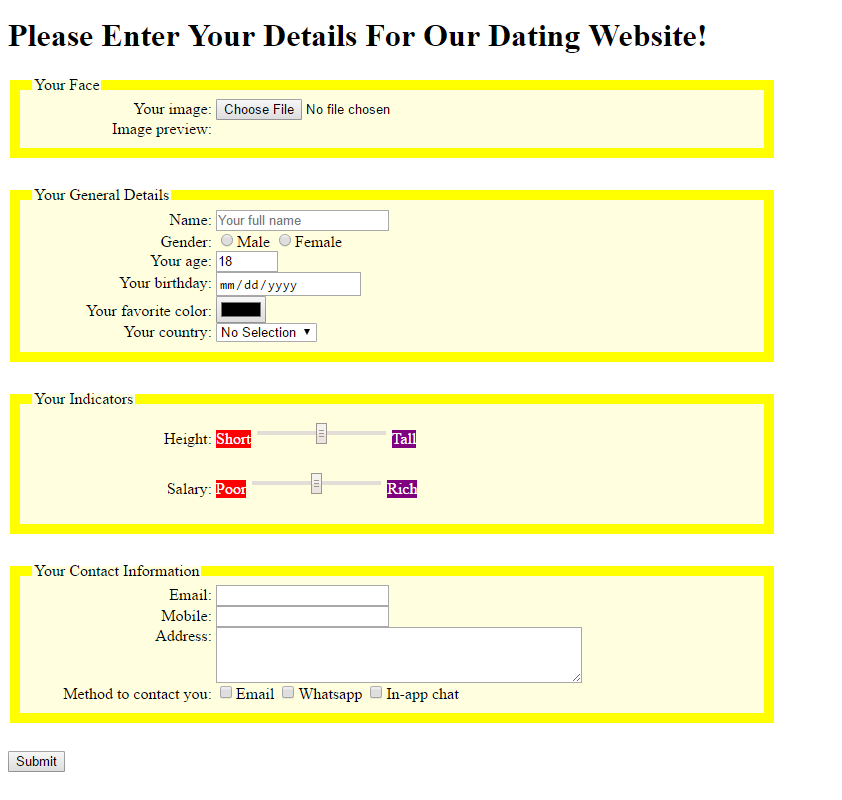 Please Enter Your Details For Our Dating Website!
Your Face
Your image: Choose File No file chosen
Image preview:
Your General Details
Name: Your full name
Gender: Male Female
Your age: 18
Your birthday: mm/dd/yyyy
Your favorite color:
Your country: No Selection
Your Indicators
Height: Short Tall
Salary: Poor Rich
Your Contact Information
Email:
Mobile:
Address:
Method to contact you: Email Whatsapp In-app chat
Submit